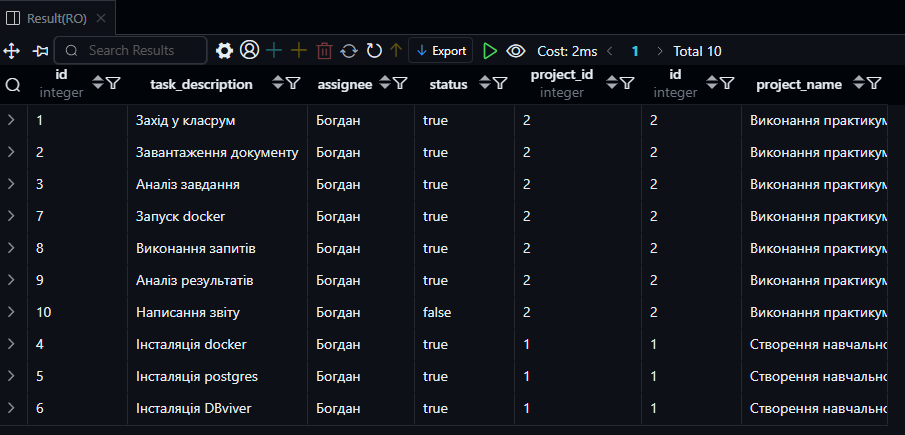 Result(RO)
Search Results Export Cost: 2ms 1 Total 10
id integer task_description assignee status project_id integer id integer project_name
1 Захід у класрум Богдан true 2 2 Виконання практикум
2 Завантаження документу Богдан true 2 2 Виконання практикум
3 Аналіз завдання Богдан true 2 2 Виконання практикум
7 Запуск docker Богдан true 2 2 Виконання практикум
8 Виконання запитів Богдан true 2 2 Виконання практикум
9 Аналіз результатів Богдан true 2 2 Виконання практикум
10 Написання звіту Богдан false 2 2 Виконання практикум
4 Інсталяція docker Богдан true 1 1 Створення навчально
5 Інсталяція postgres Богдан true 1 1 Створення навчально
6 Інсталяція DBviver Богдан true 1 1 Створення навчально